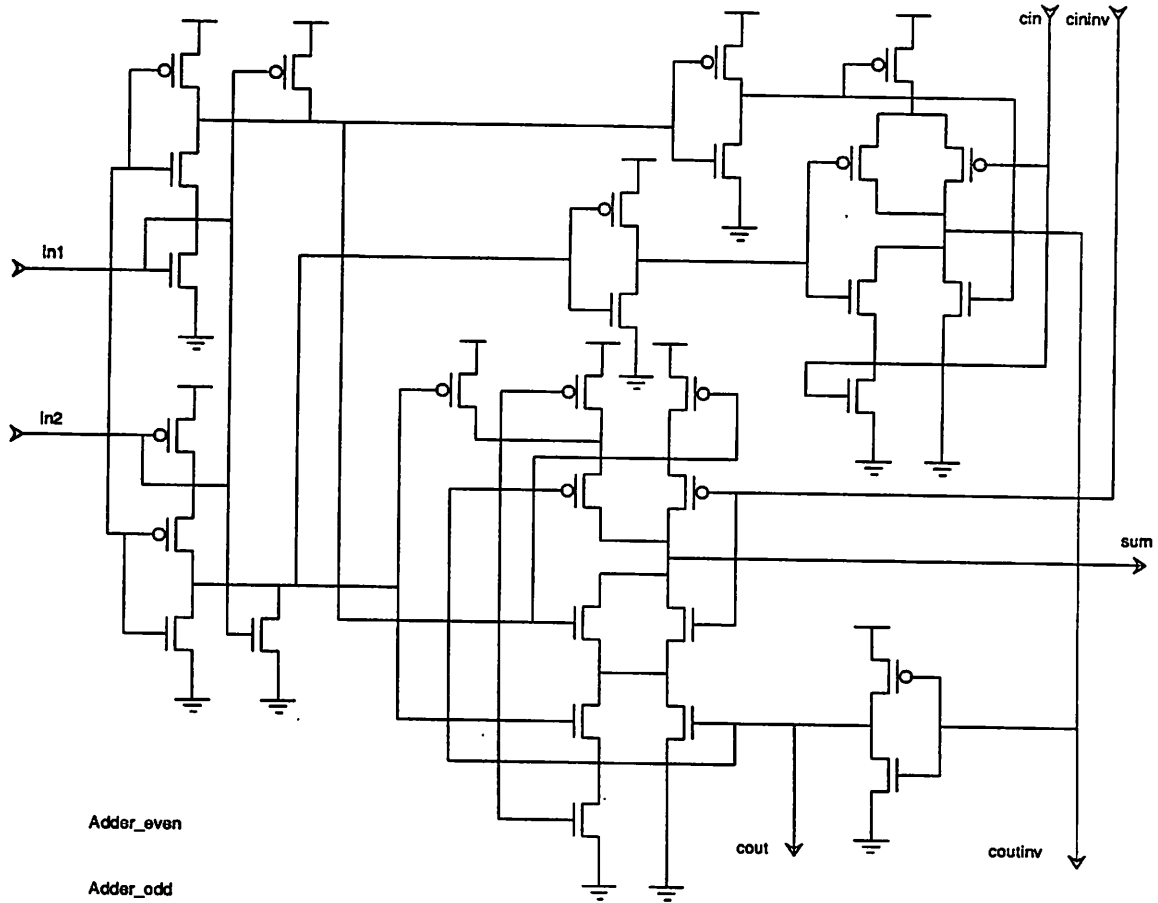 cin cininv
in1
in2
sum
Adder_even
cout
coutinv
Adder_odd